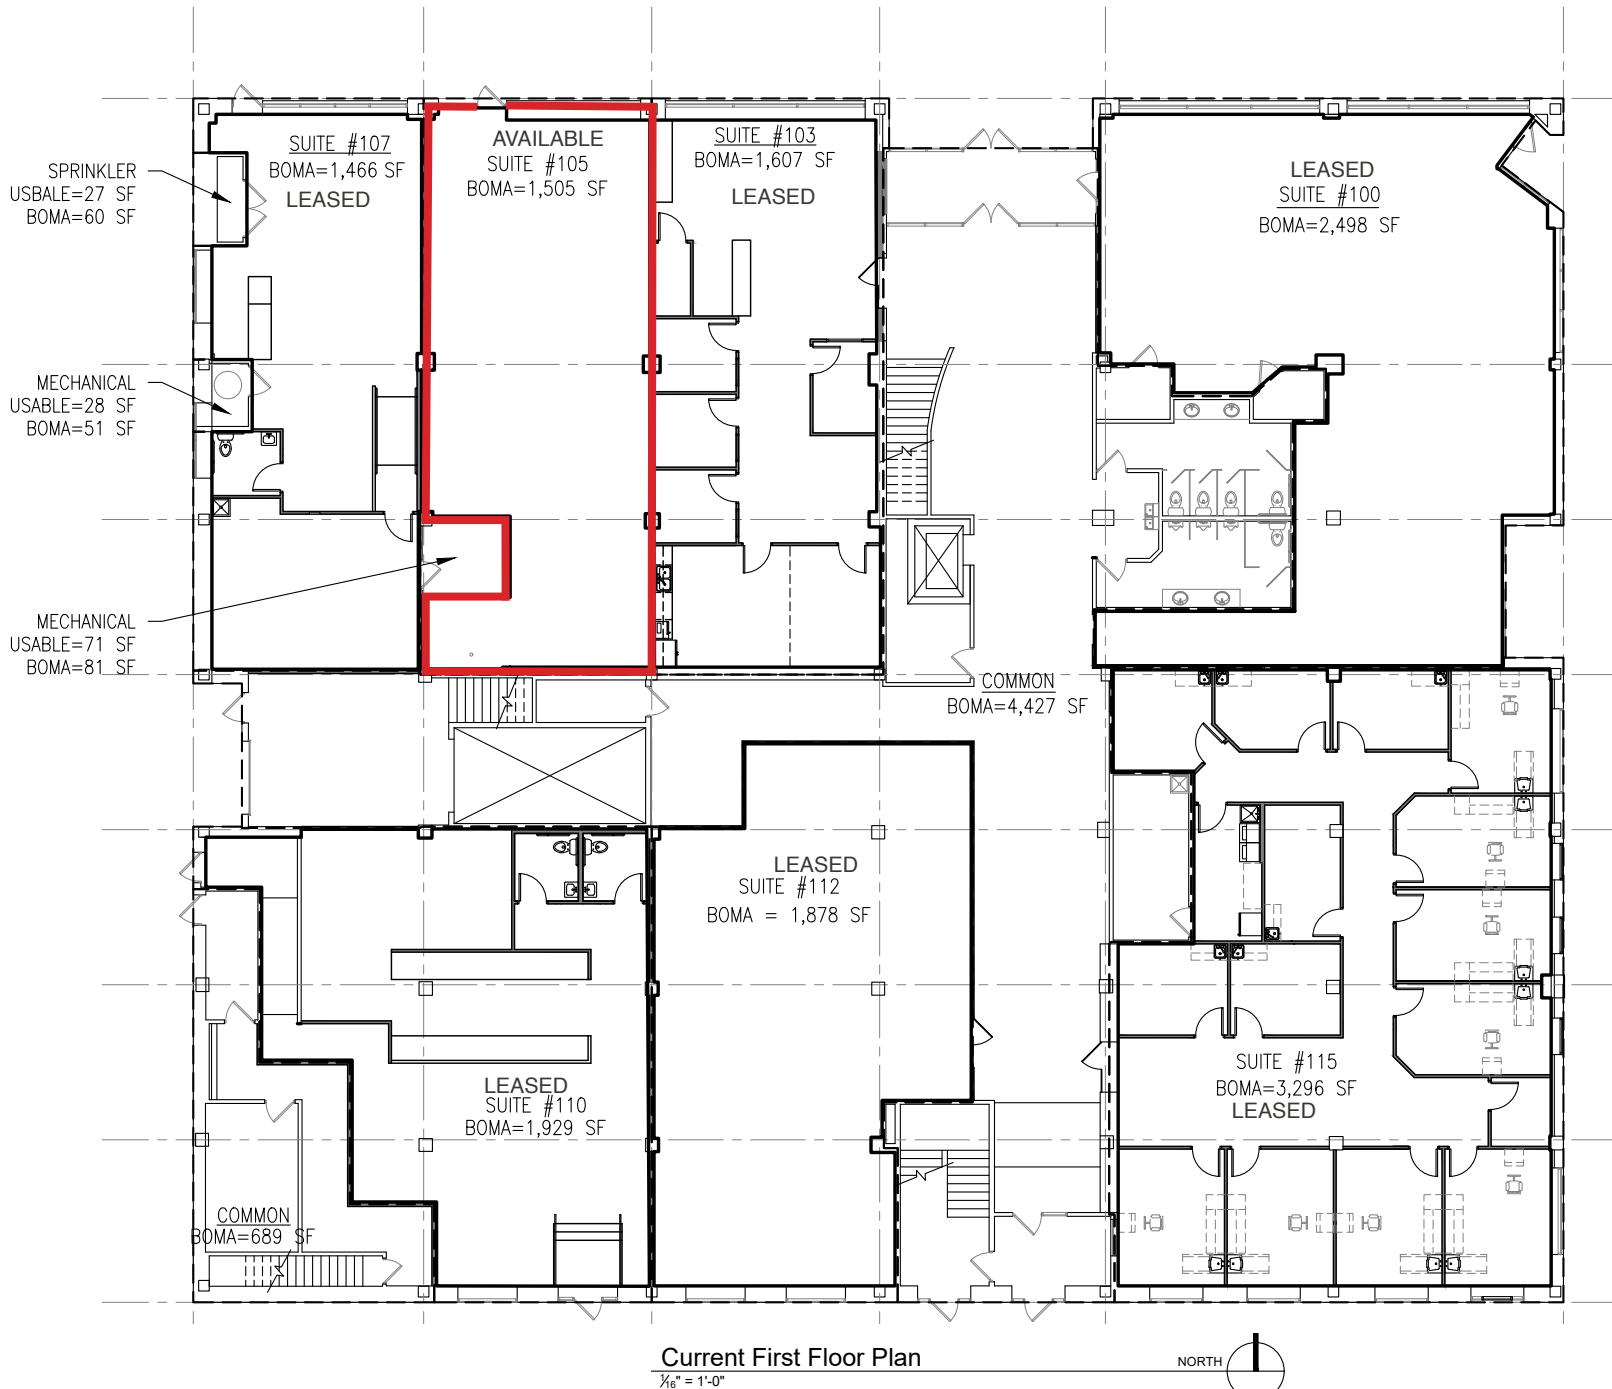 SUITE #107
BOMA=1,466 SF
LEASED
AVAILABLE
SUITE #105
BOMA=1,505 SF
SUITE #103
BOMA=1,607 SF
LEASED
LEASED
SUITE #100
BOMA=2,498 SF
SPRINKLER
USBALE=27 SF
BOMA=60 SF
MECHANICAL
USABLE=28 SF
BOMA=51 SF
MECHANICAL
USABLE=71 SF
BOMA=81 SF
COMMON
BOMA=4,427 SF
LEASED
SUITE #112
BOMA = 1,878 SF
LEASED
SUITE #110
BOMA=1,929 SF
SUITE #115
BOMA=3,296 SF
LEASED
COMMON
BOMA=689 SF
Current First Floor Plan
1/16" = 1'-0"
NORTH